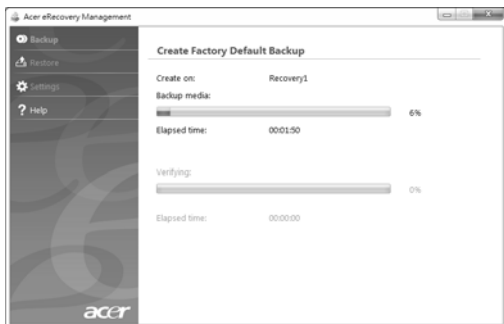 Acer eRecovery Management
Backup
Restore
Settings
? Help
Create Factory Default Backup
Create on: Recovery1
Backup media:
6%
Elapsed time: 00:01:50
Verifying:
0%
Elapsed time: 00:00:00
acer